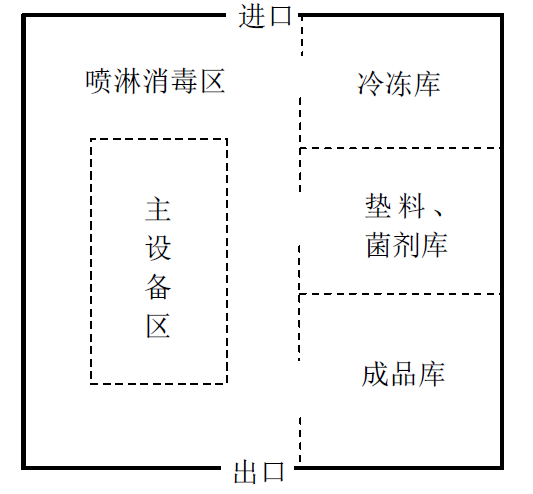 进口
喷淋消毒区
冷冻库
主
设
备
区
垫料、
菌剂库
成品库
出口